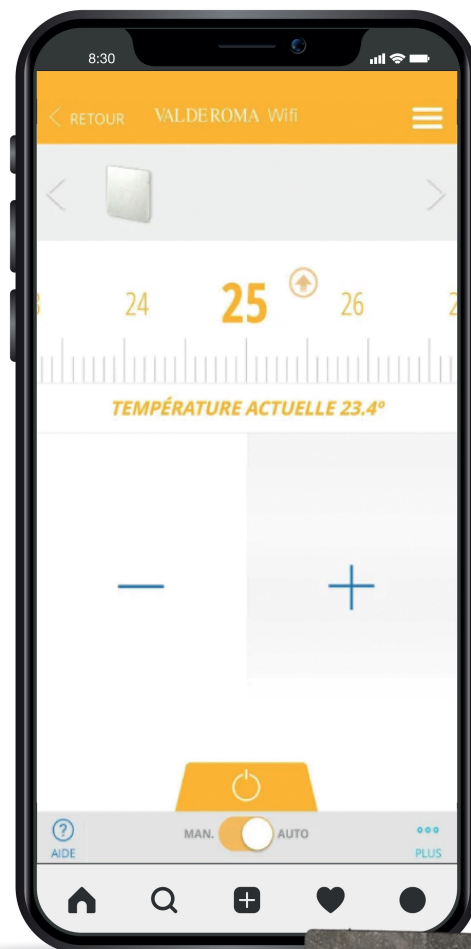 8:30
RETOUR VALDEROMA Wifi
24 25 26
TEMPÉRATURE ACTUELLE 23.4º
AIDE MAN. AUTO PLUS